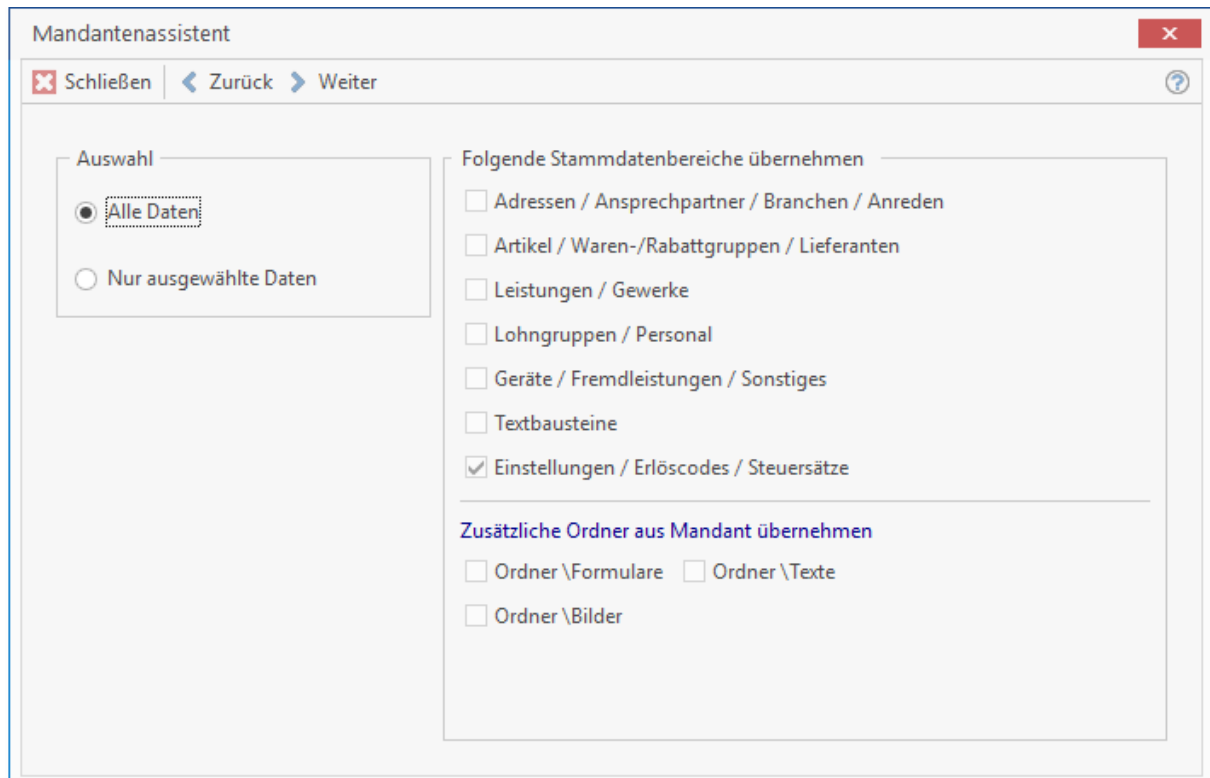 Mandantenassistent
Schließen Zurück Weiter
Auswahl
Alle Daten
Nur ausgewählte Daten
Folgende Stammdatenbereiche übernehmen
Adressen / Ansprechpartner / Branchen / Anreden
Artikel / Waren-/Rabattgruppen / Lieferanten
Leistungen / Gewerke
Lohngruppen / Personal
Geräte / Fremdleistungen / Sonstiges
Textbausteine
Einstellungen / Erlöscodes / Steuersätze
Zusätzliche Ordner aus Mandant übernehmen
Ordner \Formulare Ordner \Texte
Ordner \Bilder